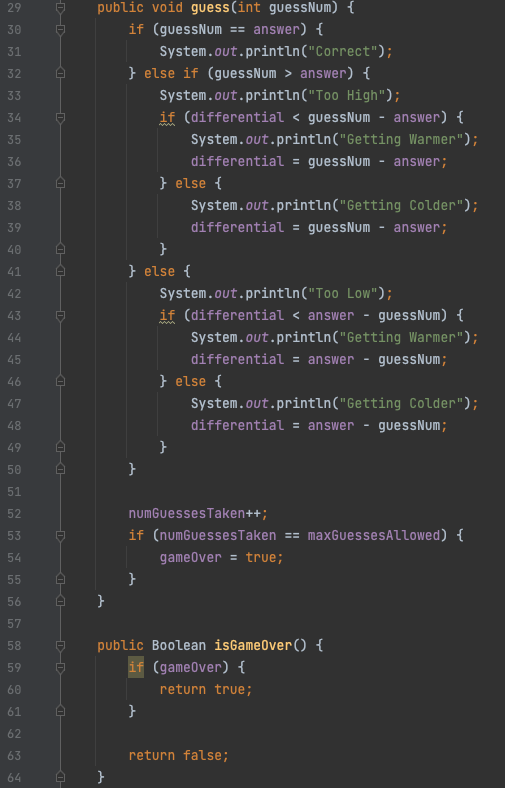 29 public void guess(int guessNum) {
30 if (guessNum == answer) {
31 System.out.println("Correct");
32 } else if (guessNum > answer) {
33 System.out.println("Too High");
34 if (differential < guessNum - answer) {
35 System.out.println("Getting Warmer");
36 differential = guessNum - answer;
37 } else {
38 System.out.println("Getting Colder");
39 differential = guessNum - answer;
40 }
41 } else {
42 System.out.println("Too Low");
43 if (differential < answer - guessNum) {
44 System.out.println("Getting Warmer");
45 differential = answer - guessNum;
46 } else {
47 System.out.println("Getting Colder");
48 differential = answer - guessNum;
49 }
50 }
51
52 numGuessesTaken++;
53 if (numGuessesTaken == maxGuessesAllowed) {
54 gameOver = true;
55 }
56 }
57
58 public Boolean isGameOver() {
59 if (gameOver) {
60 return true;
61 }
62
63 return false;
64 }